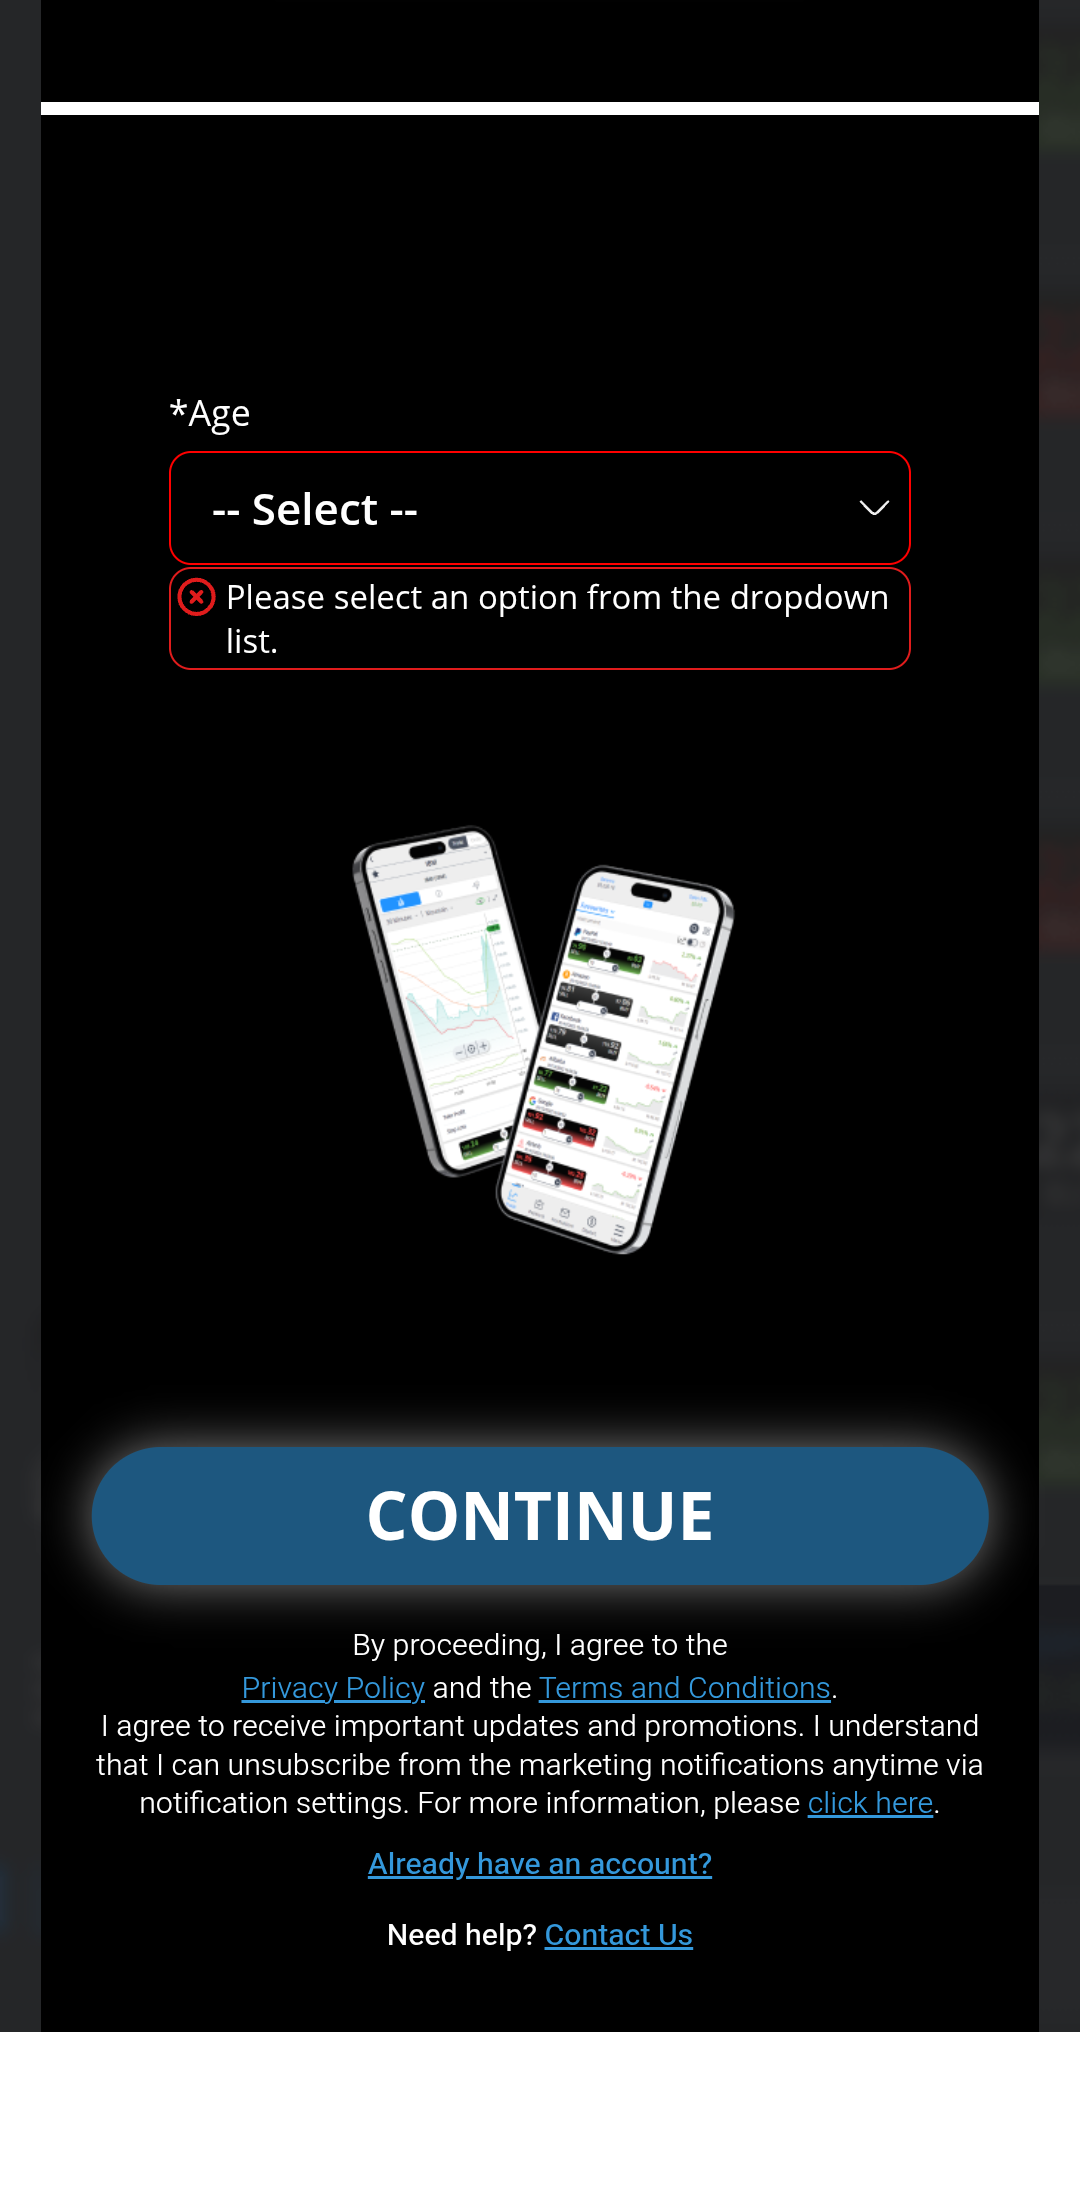 *Age
-- Select --
Please select an option from the dropdown
list.
CONTINUE
By proceeding, I agree to the
Privacy Policy and the Terms and Conditions.
I agree to receive important updates and promotions. I understand
that I can unsubscribe from the marketing notifications anytime via
notification settings. For more information, please click here.
Already have an account?
Need help? Contact Us